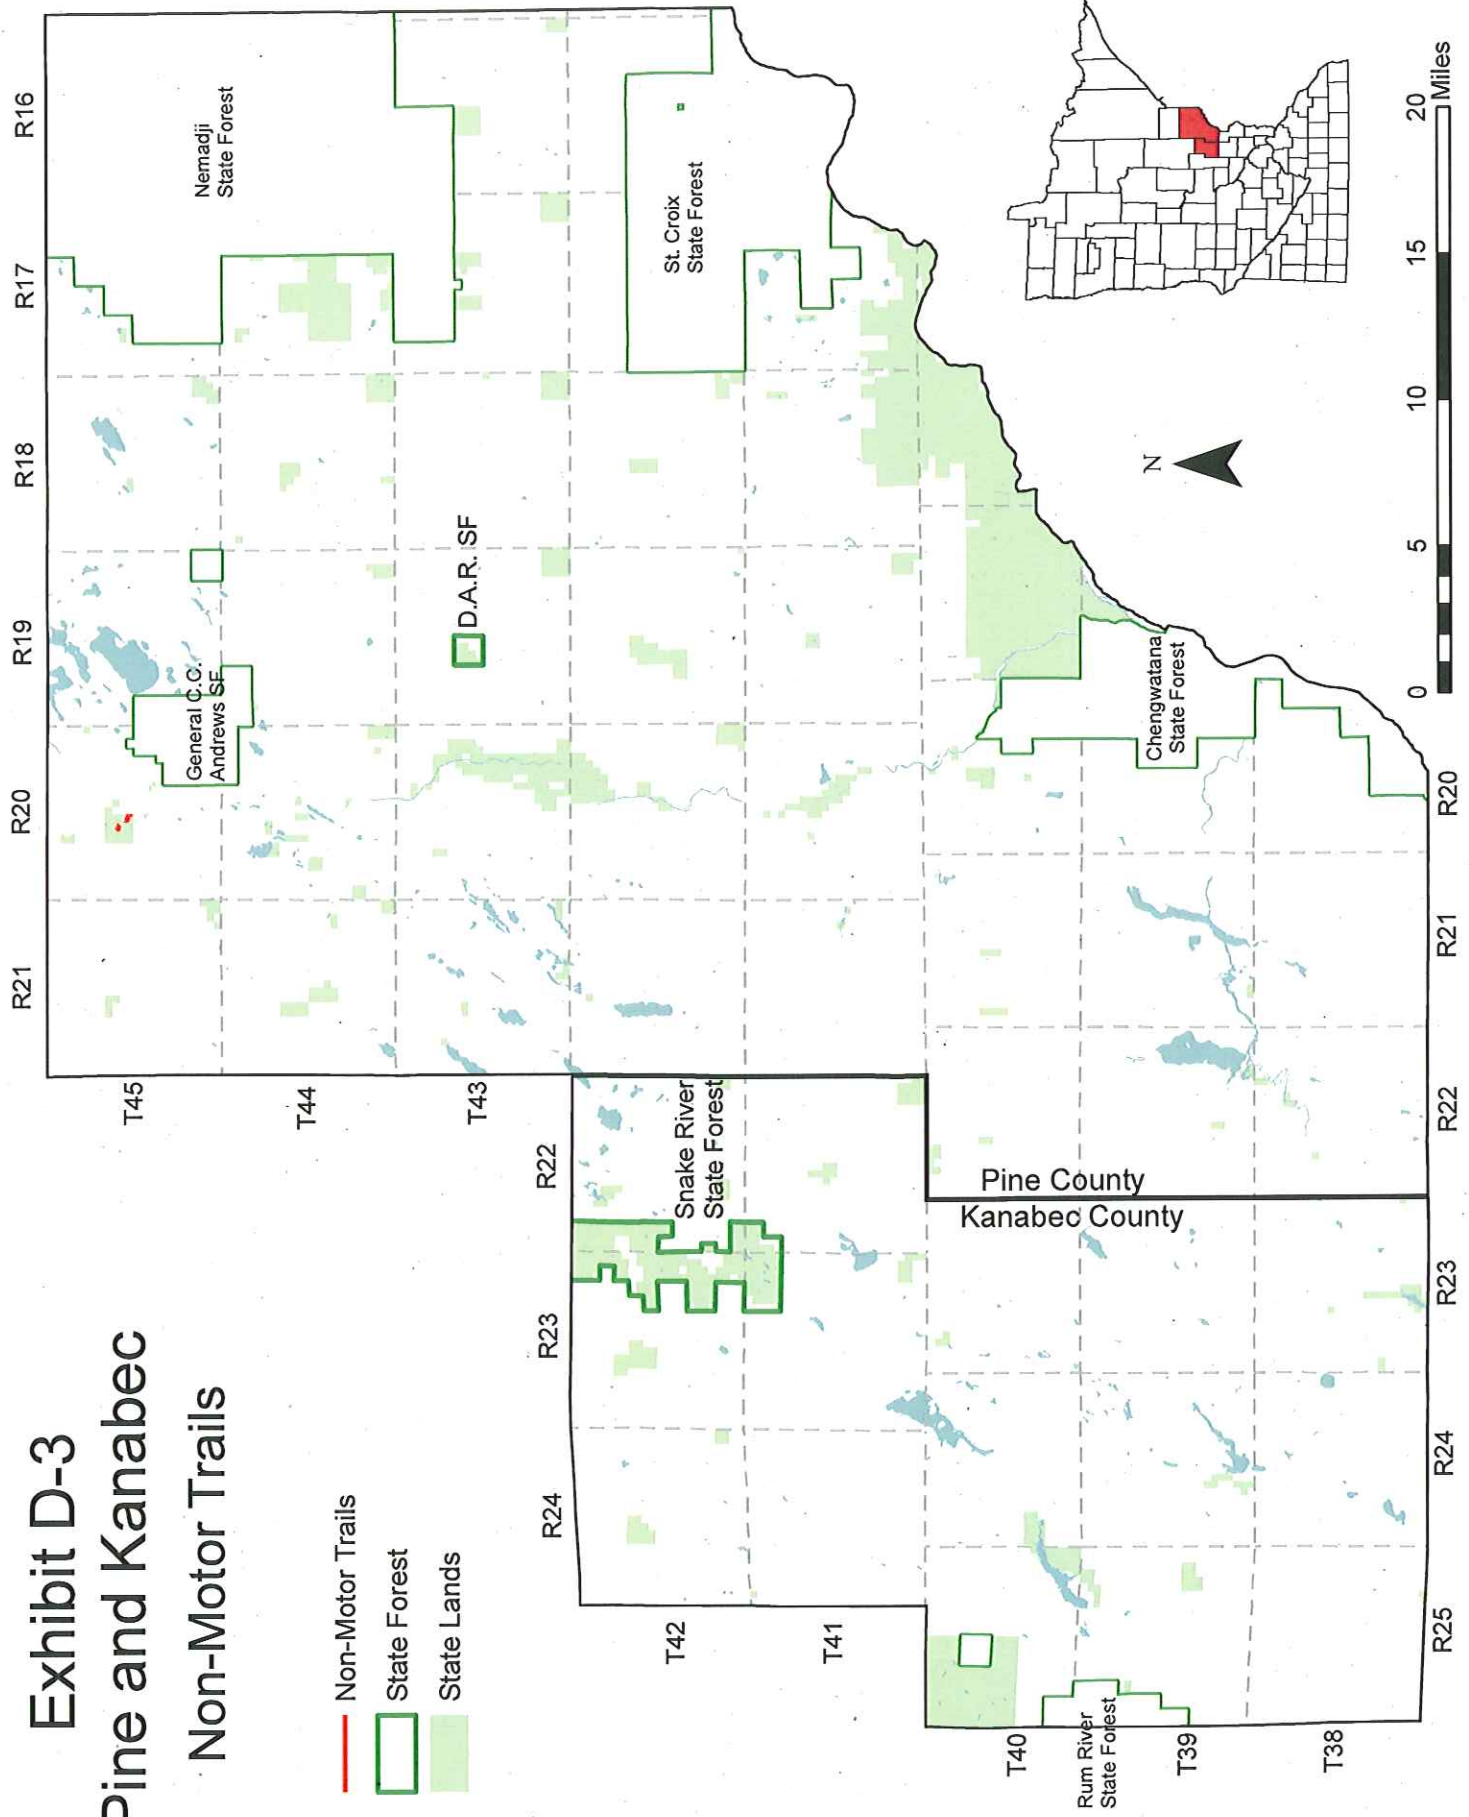 Exhibit D-3
Pine and Kanabec
Non-Motor Trails
Non-Motor Trails
State Forest
State Lands
R21
R20
R19
R18
R17
R16
T45
T44
T43
Nemadji
State Forest
General C.C.
Andrews SF
D.A.R. SF
St. Croix
State Forest
R24
R23
R22
T42
T41
Snake River
State Forest
Pine County
Kanabec County
Chengwatana
State Forest
T40
T39
T38
Rum River
State Forest
R25
R24
R23
R22
R21
R20
N
0
5
10
15
20
Miles